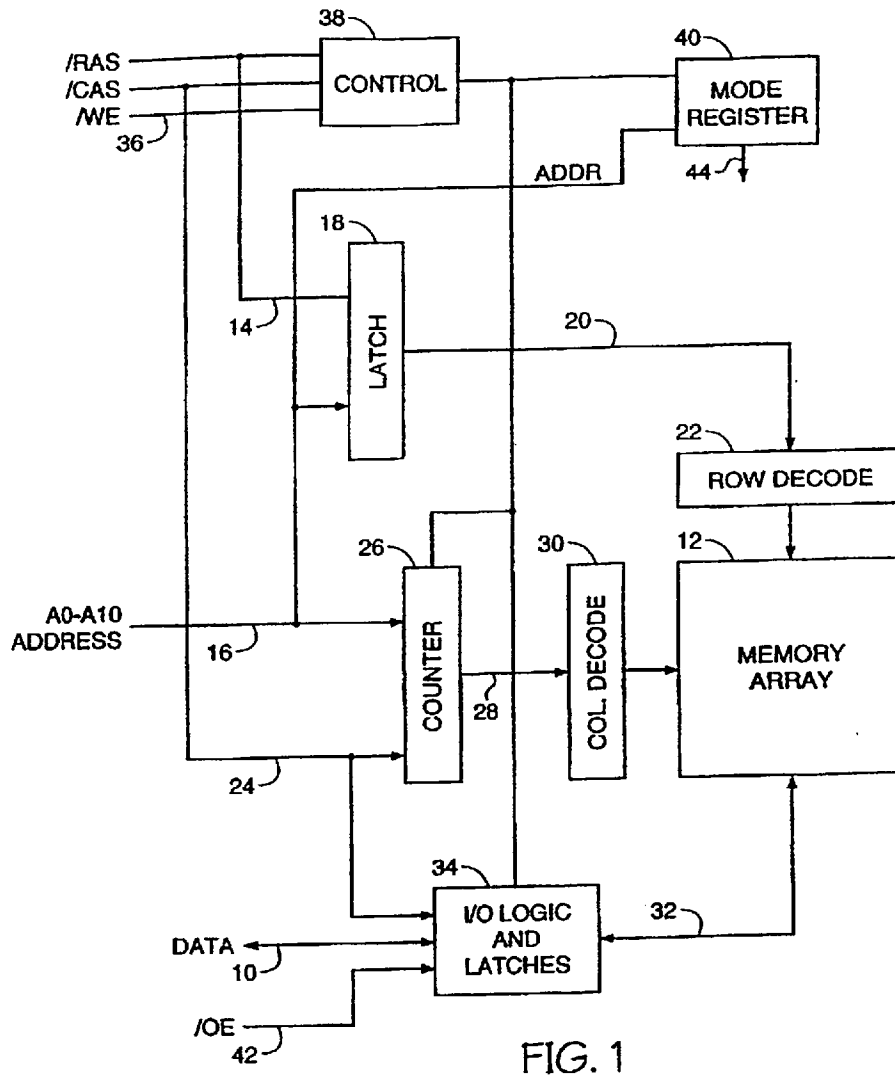 38
40
/RAS
/CAS
/WE
36
CONTROL
MODE
REGISTER
44
ADDR
18
14
LATCH
20
22
ROW DECODE
26
30
12
A0-A10
ADDRESS
16
COUNTER
28
COL. DECODE
MEMORY
ARRAY
24
34
I/O LOGIC
AND
LATCHES
32
DATA
10
/OE
42
FIG. 1